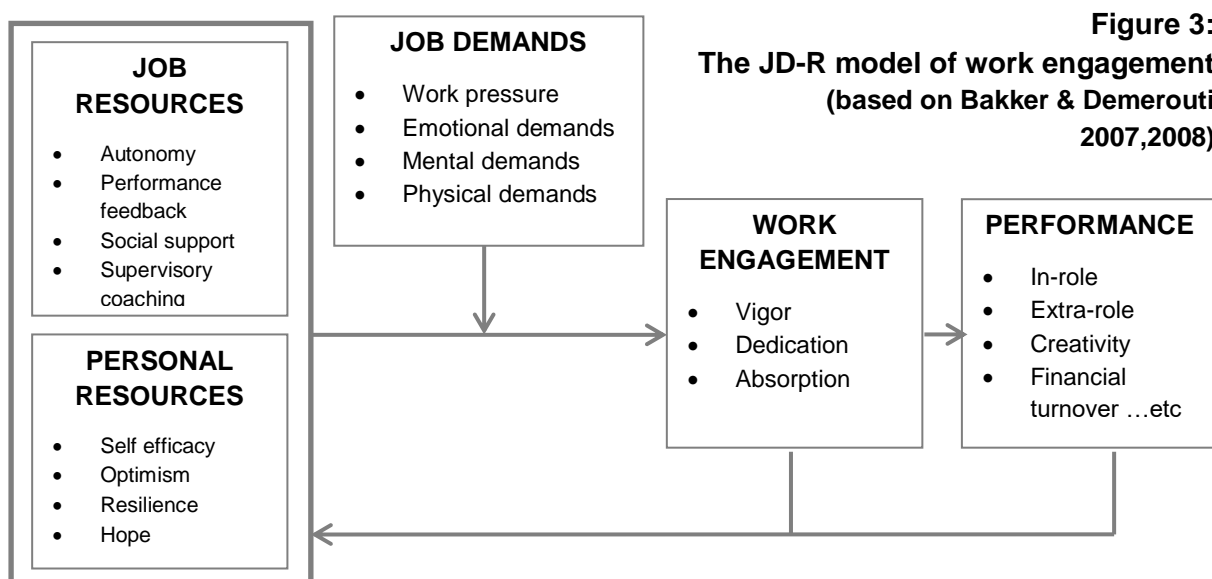 Figure 3:
The JD-R model of work engagement
(based on Bakker & Demerouti
2007,2008)
JOB
RESOURCES
• Autonomy
• Performance
feedback
• Social support
• Supervisory
coaching
PERSONAL
RESOURCES
• Self efficacy
• Optimism
• Resilience
• Hope
JOB DEMANDS
• Work pressure
• Emotional demands
• Mental demands
• Physical demands
WORK
ENGAGEMENT
• Vigor
• Dedication
• Absorption
PERFORMANCE
• In-role
• Extra-role
• Creativity
• Financial
turnover …etc